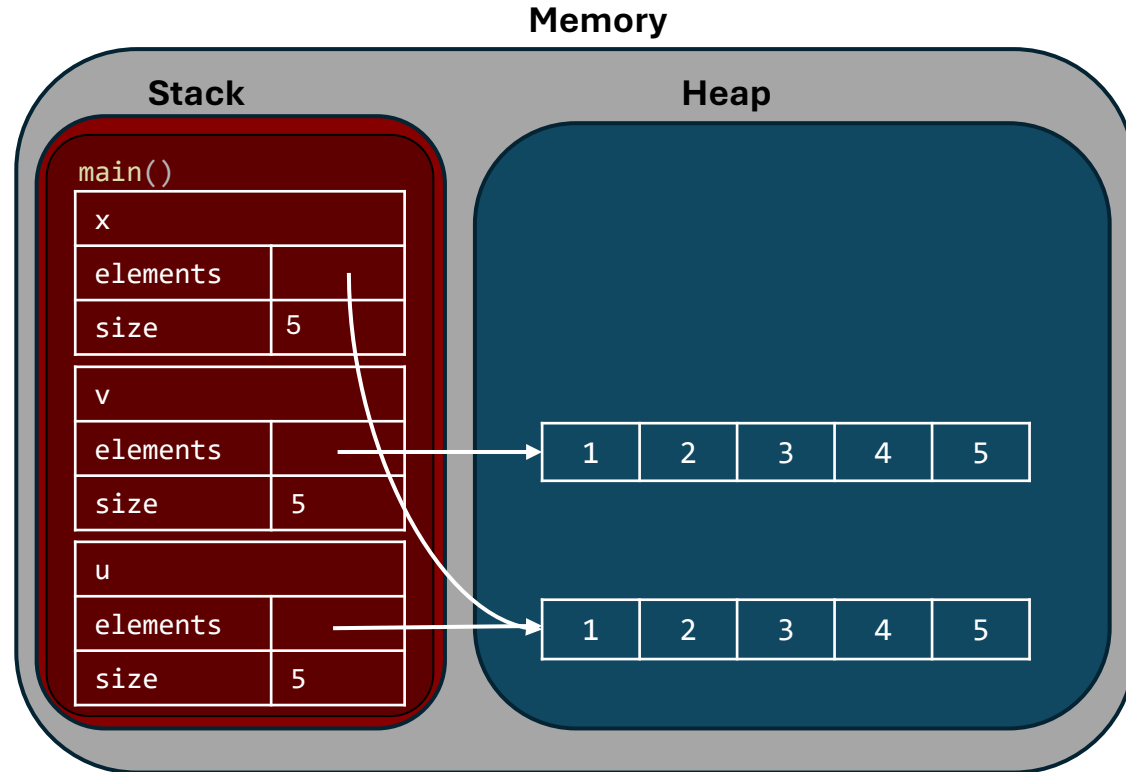 Memory
Stack
Heap
main()
x
elements
size 5
v
elements
1 2 3 4 5
size 5
u
elements
1 2 3 4 5
size 5